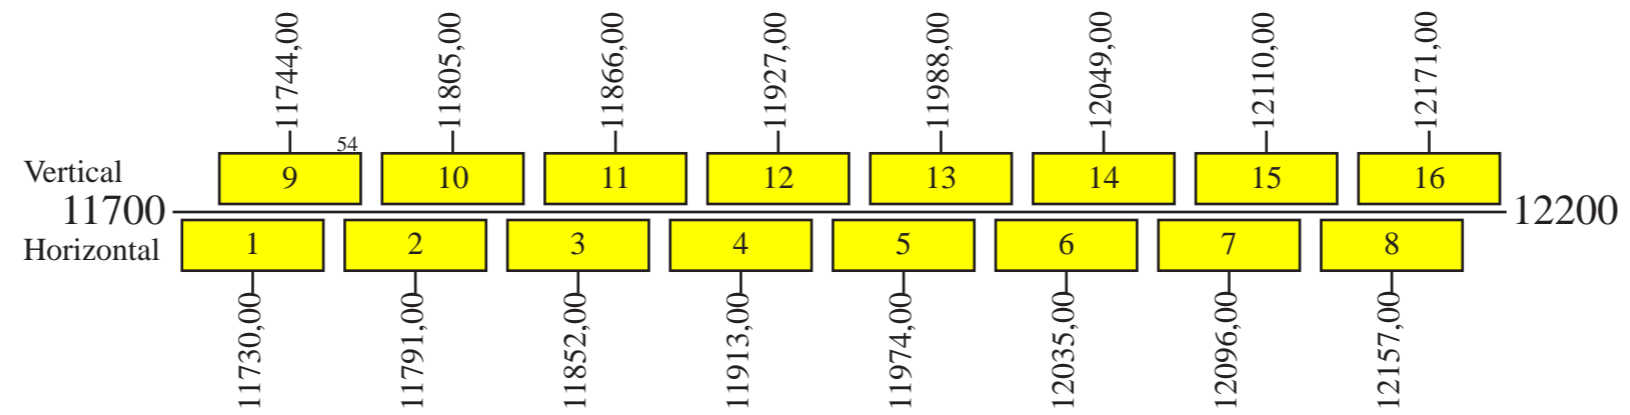 11744,00 11805,00 11866,00 11927,00 11988,00 12049,00 12110,00 12171,00
54
Vertical 9 10 11 12 13 14 15 16
11700 12200
Horizontal 1 2 3 4 5 6 7 8
11730,00 11791,00 11852,00 11913,00 11974,00 12035,00 12096,00 12157,00